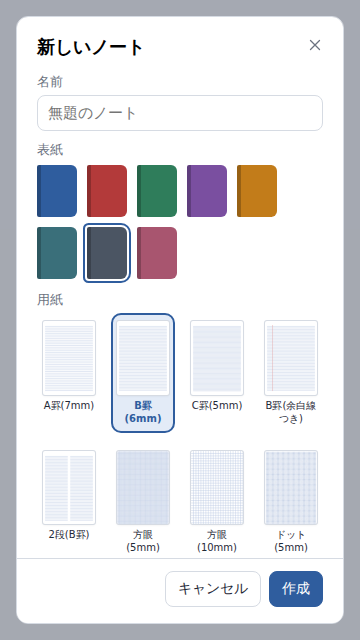 新しいノート
名前
無題のノート
表紙
用紙
A罫(7mm)
B罫
(6mm)
C罫(5mm)
B罫(余白線
つき)
2段(B罫)
方眼
(5mm)
方眼
(10mm)
ドット
(5mm)
キャンセル
作成